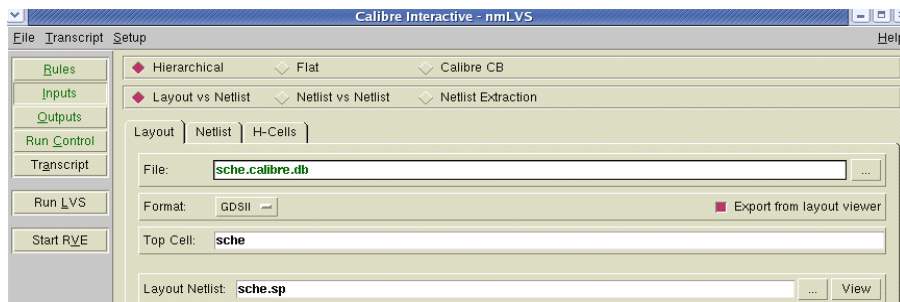 Calibre Interactive - nmLVS
File Transcript Setup Help
Rules
Inputs
Outputs
Run Control
Transcript
Run LVS
Start RVE
Hierarchical Flat Calibre CB
Layout vs Netlist Netlist vs Netlist Netlist Extraction
Layout Netlist H-Cells
File: sche.calibre.db ...
Format: GDSII Export from layout viewer
Top Cell: sche
Layout Netlist: sche.sp ... View